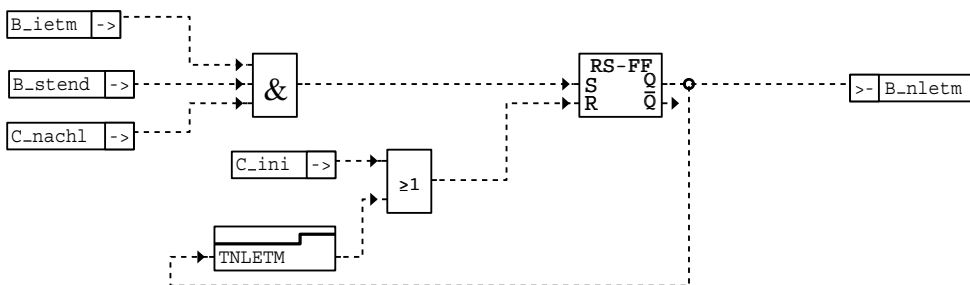 B_ietm ->
B_stend ->
C_nachl ->
&
C_ini ->
≥1
TNLETM
RS-FF
S Q
R Q̅
>- B_nletm